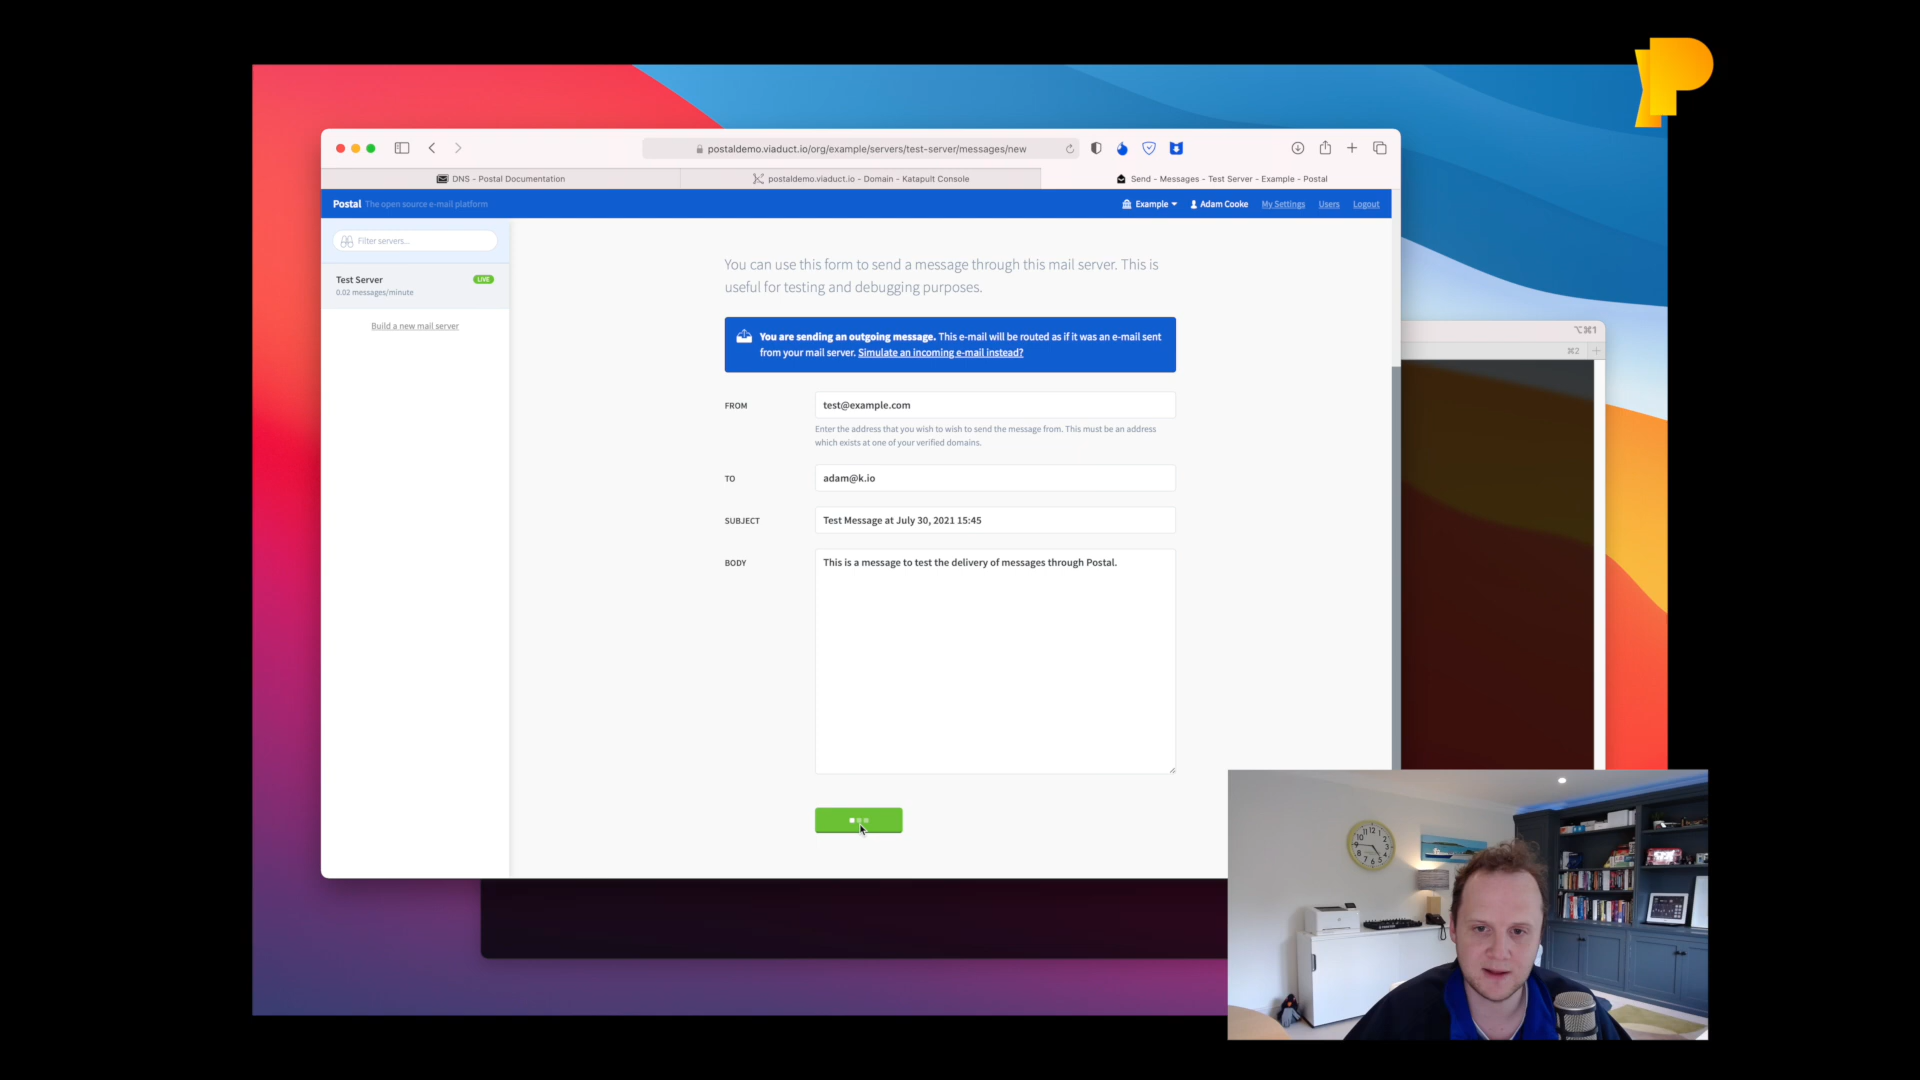 postaldemo.viaduct.io/org/example/servers/test-server/messages/new
DNS - Postal Documentation
postaldemo.viaduct.io - Domain - Katapult Console
Send - Messages - Test Server - Example - Postal
Postal The open source e-mail platform
Example
Adam Cooke
My Settings
Users
Logout
Filter servers...
Test Server
LIVE
0.02 messages/minute
Build a new mail server
You can use this form to send a message through this mail server. This is
useful for testing and debugging purposes.
You are sending an outgoing message. This e-mail will be routed as if it was an e-mail sent
from your mail server. Simulate an incoming e-mail instead?
FROM
test@example.com
Enter the address that you wish to wish to send the message from. This must be an address
which exists at one of your verified domains.
TO
adam@k.io
SUBJECT
Test Message at July 30, 2021 15:45
BODY
This is a message to test the delivery of messages through Postal.
⌥⌘1
⌘2